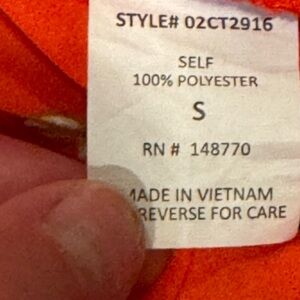 STYLE# 02CT2916
SELF
100% POLYESTER
S
RN # 148770
MADE IN VIETNAM
REVERSE FOR CARE